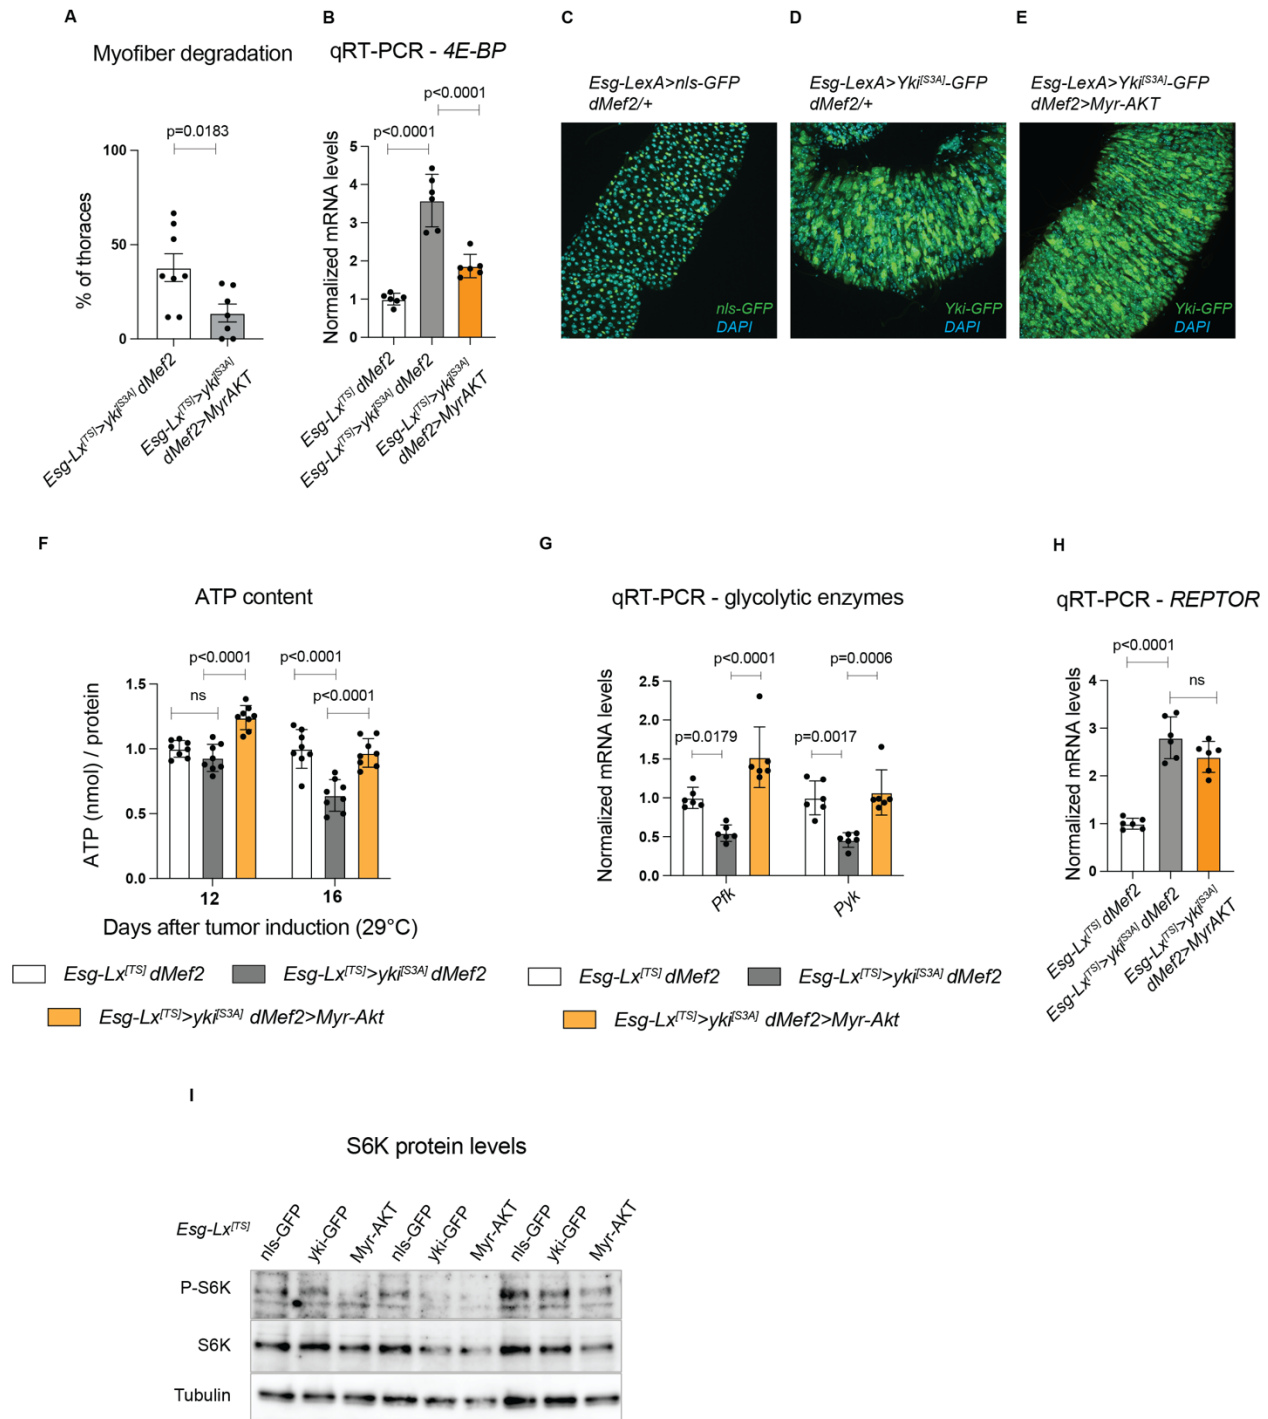 A
Myofiber degradation
p=0.0183
100
50
0
% of thoraces
Esg-Lx[TS]>yki[S3A] dMef2
Esg-Lx[TS]>yki[S3A]
dMef2>MyrAKT
B
qRT-PCR - 4E-BP
p<0.0001
p<0.0001
5
4
3
2
1
0
Normalized mRNA levels
Esg-Lx[TS] dMef2
Esg-Lx[TS]>yki[S3A] dMef2
Esg-Lx[TS]>yki[S3A]
dMef2>MyrAKT
C
Esg-LexA>nls-GFP
dMef2/+
nls-GFP
DAPI
D
Esg-LexA>Yki[S3A]-GFP
dMef2/+
Yki-GFP
DAPI
E
Esg-LexA>Yki[S3A]-GFP
dMef2>Myr-AKT
Yki-GFP
DAPI
F
ATP content
p<0.0001
p<0.0001
ns
p<0.0001
1.5
1.0
0.5
0.0
ATP (nmol) / protein
12
16
Days after tumor induction (29°C)
Esg-Lx[TS] dMef2
Esg-Lx[TS]>yki[S3A] dMef2
Esg-Lx[TS]>yki[S3A] dMef2>Myr-Akt
G
qRT-PCR - glycolytic enzymes
p<0.0001
p=0.0006
p=0.0179
p=0.0017
2.5
2.0
1.5
1.0
0.5
0.0
Normalized mRNA levels
Pfk
Pyk
Esg-Lx[TS] dMef2
Esg-Lx[TS]>yki[S3A] dMef2
Esg-Lx[TS]>yki[S3A] dMef2>Myr-Akt
H
qRT-PCR - REPTOR
p<0.0001
ns
4
3
2
1
0
Normalized mRNA levels
Esg-Lx[TS] dMef2
Esg-Lx[TS]>yki[S3A] dMef2
Esg-Lx[TS]>yki[S3A]
dMef2>MyrAKT
I
S6K protein levels
Esg-Lx[TS]
nls-GFP
yki-GFP
Myr-AKT
nls-GFP
yki-GFP
Myr-AKT
nls-GFP
yki-GFP
Myr-AKT
P-S6K
S6K
Tubulin